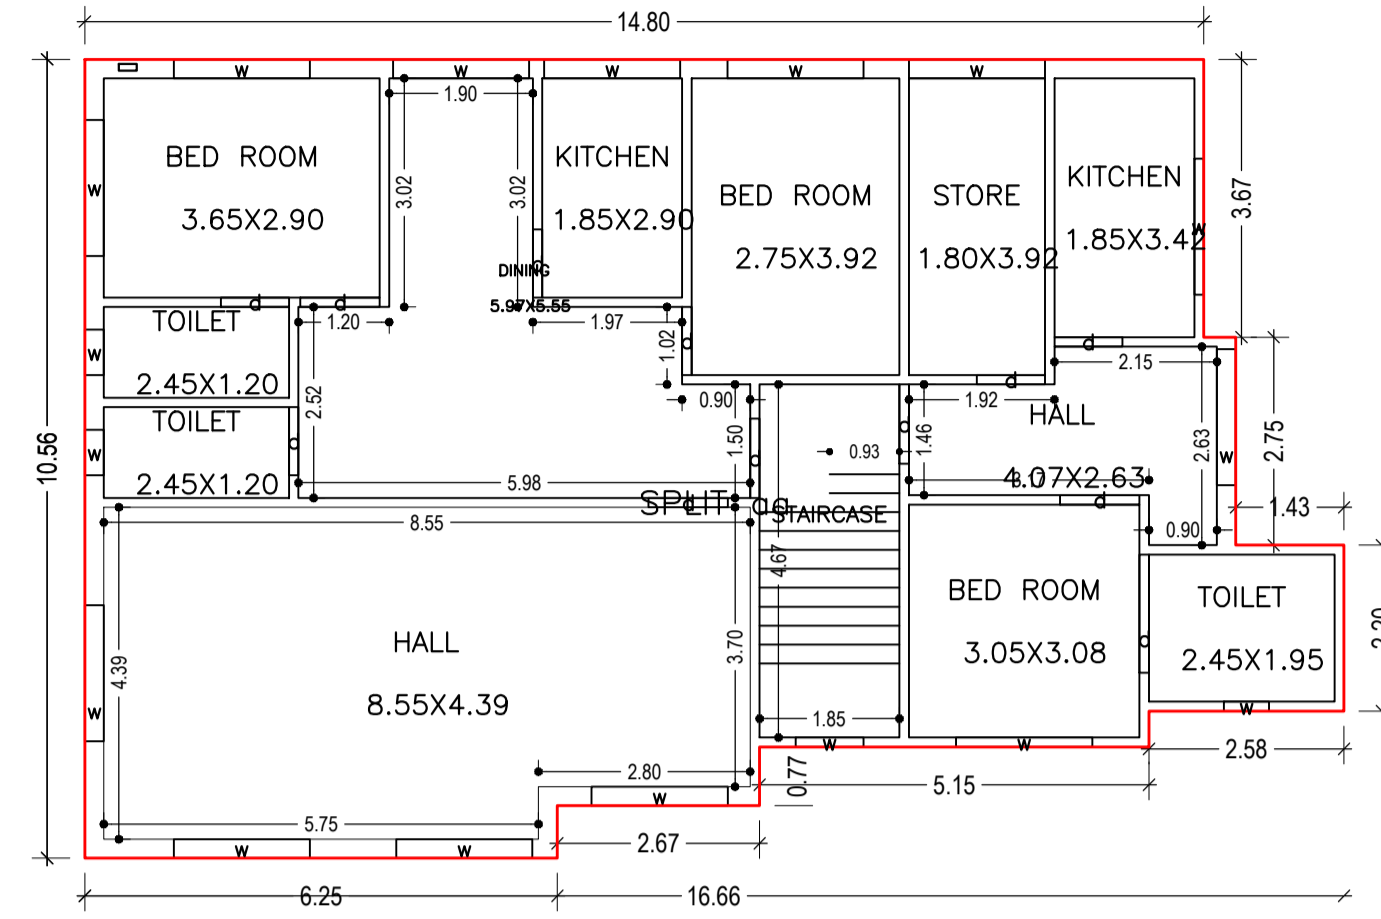 14.80
W
W
W
W
W
1.90
BED ROOM
3.65X2.90
W
3.02
3.02
KITCHEN
1.85X2.90
BED ROOM
2.75X3.92
STORE
1.80X3.92
KITCHEN
1.85X3.42
W
3.67
DINING
5.97X5.55
d
d
d
TOILET
2.45X1.20
W
1.20
1.97
1.02
d
d
2.15
2.52
0.90
d
1.92
HALL
4.07X2.63
2.63
W
2.75
TOILET
2.45X1.20
W
d
10.56
1.50
d
0.93
d
1.46
5.98
3.17
d
SPLIT
d
d
d
STAIRCASE
1.43
0.90
8.55
4.67
BED ROOM
3.05X3.08
TOILET
2.45X1.95
d
2.20
HALL
8.55X4.39
4.39
3.70
W
1.85
W
W
W
2.58
2.80
0.77
5.15
W
5.75
W
W
2.67
6.25
16.66